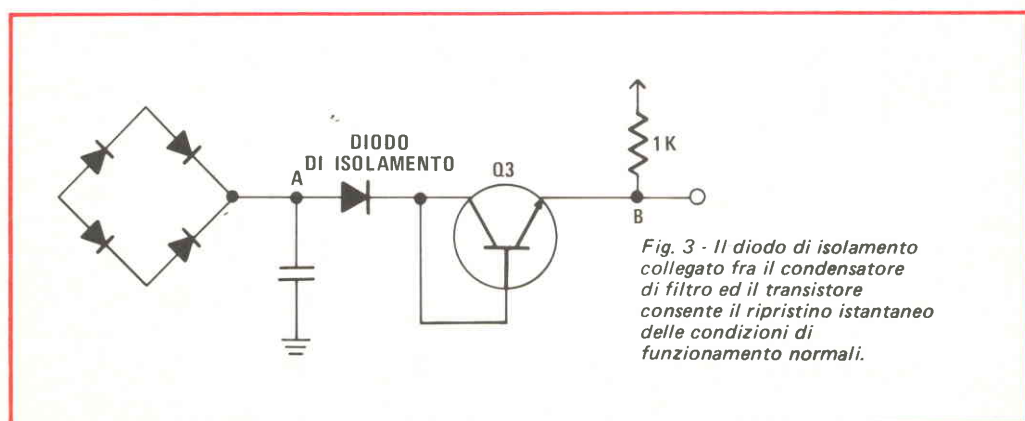 DIODO
DI ISOLAMENTO
A
Q3
1K
B
Fig. 3 - Il diodo di isolamento
collegato fra il condensatore
di filtro ed il transistore
consente il ripristino istantaneo
delle condizioni di
funzionamento normali.